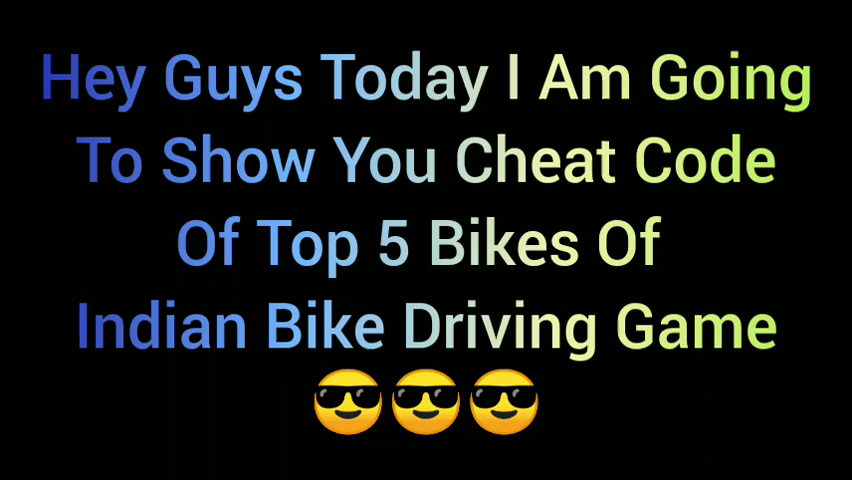 Hey Guys Today I Am Going
To Show You Cheat Code
Of Top 5 Bikes Of
Indian Bike Driving Game
😎😎😎